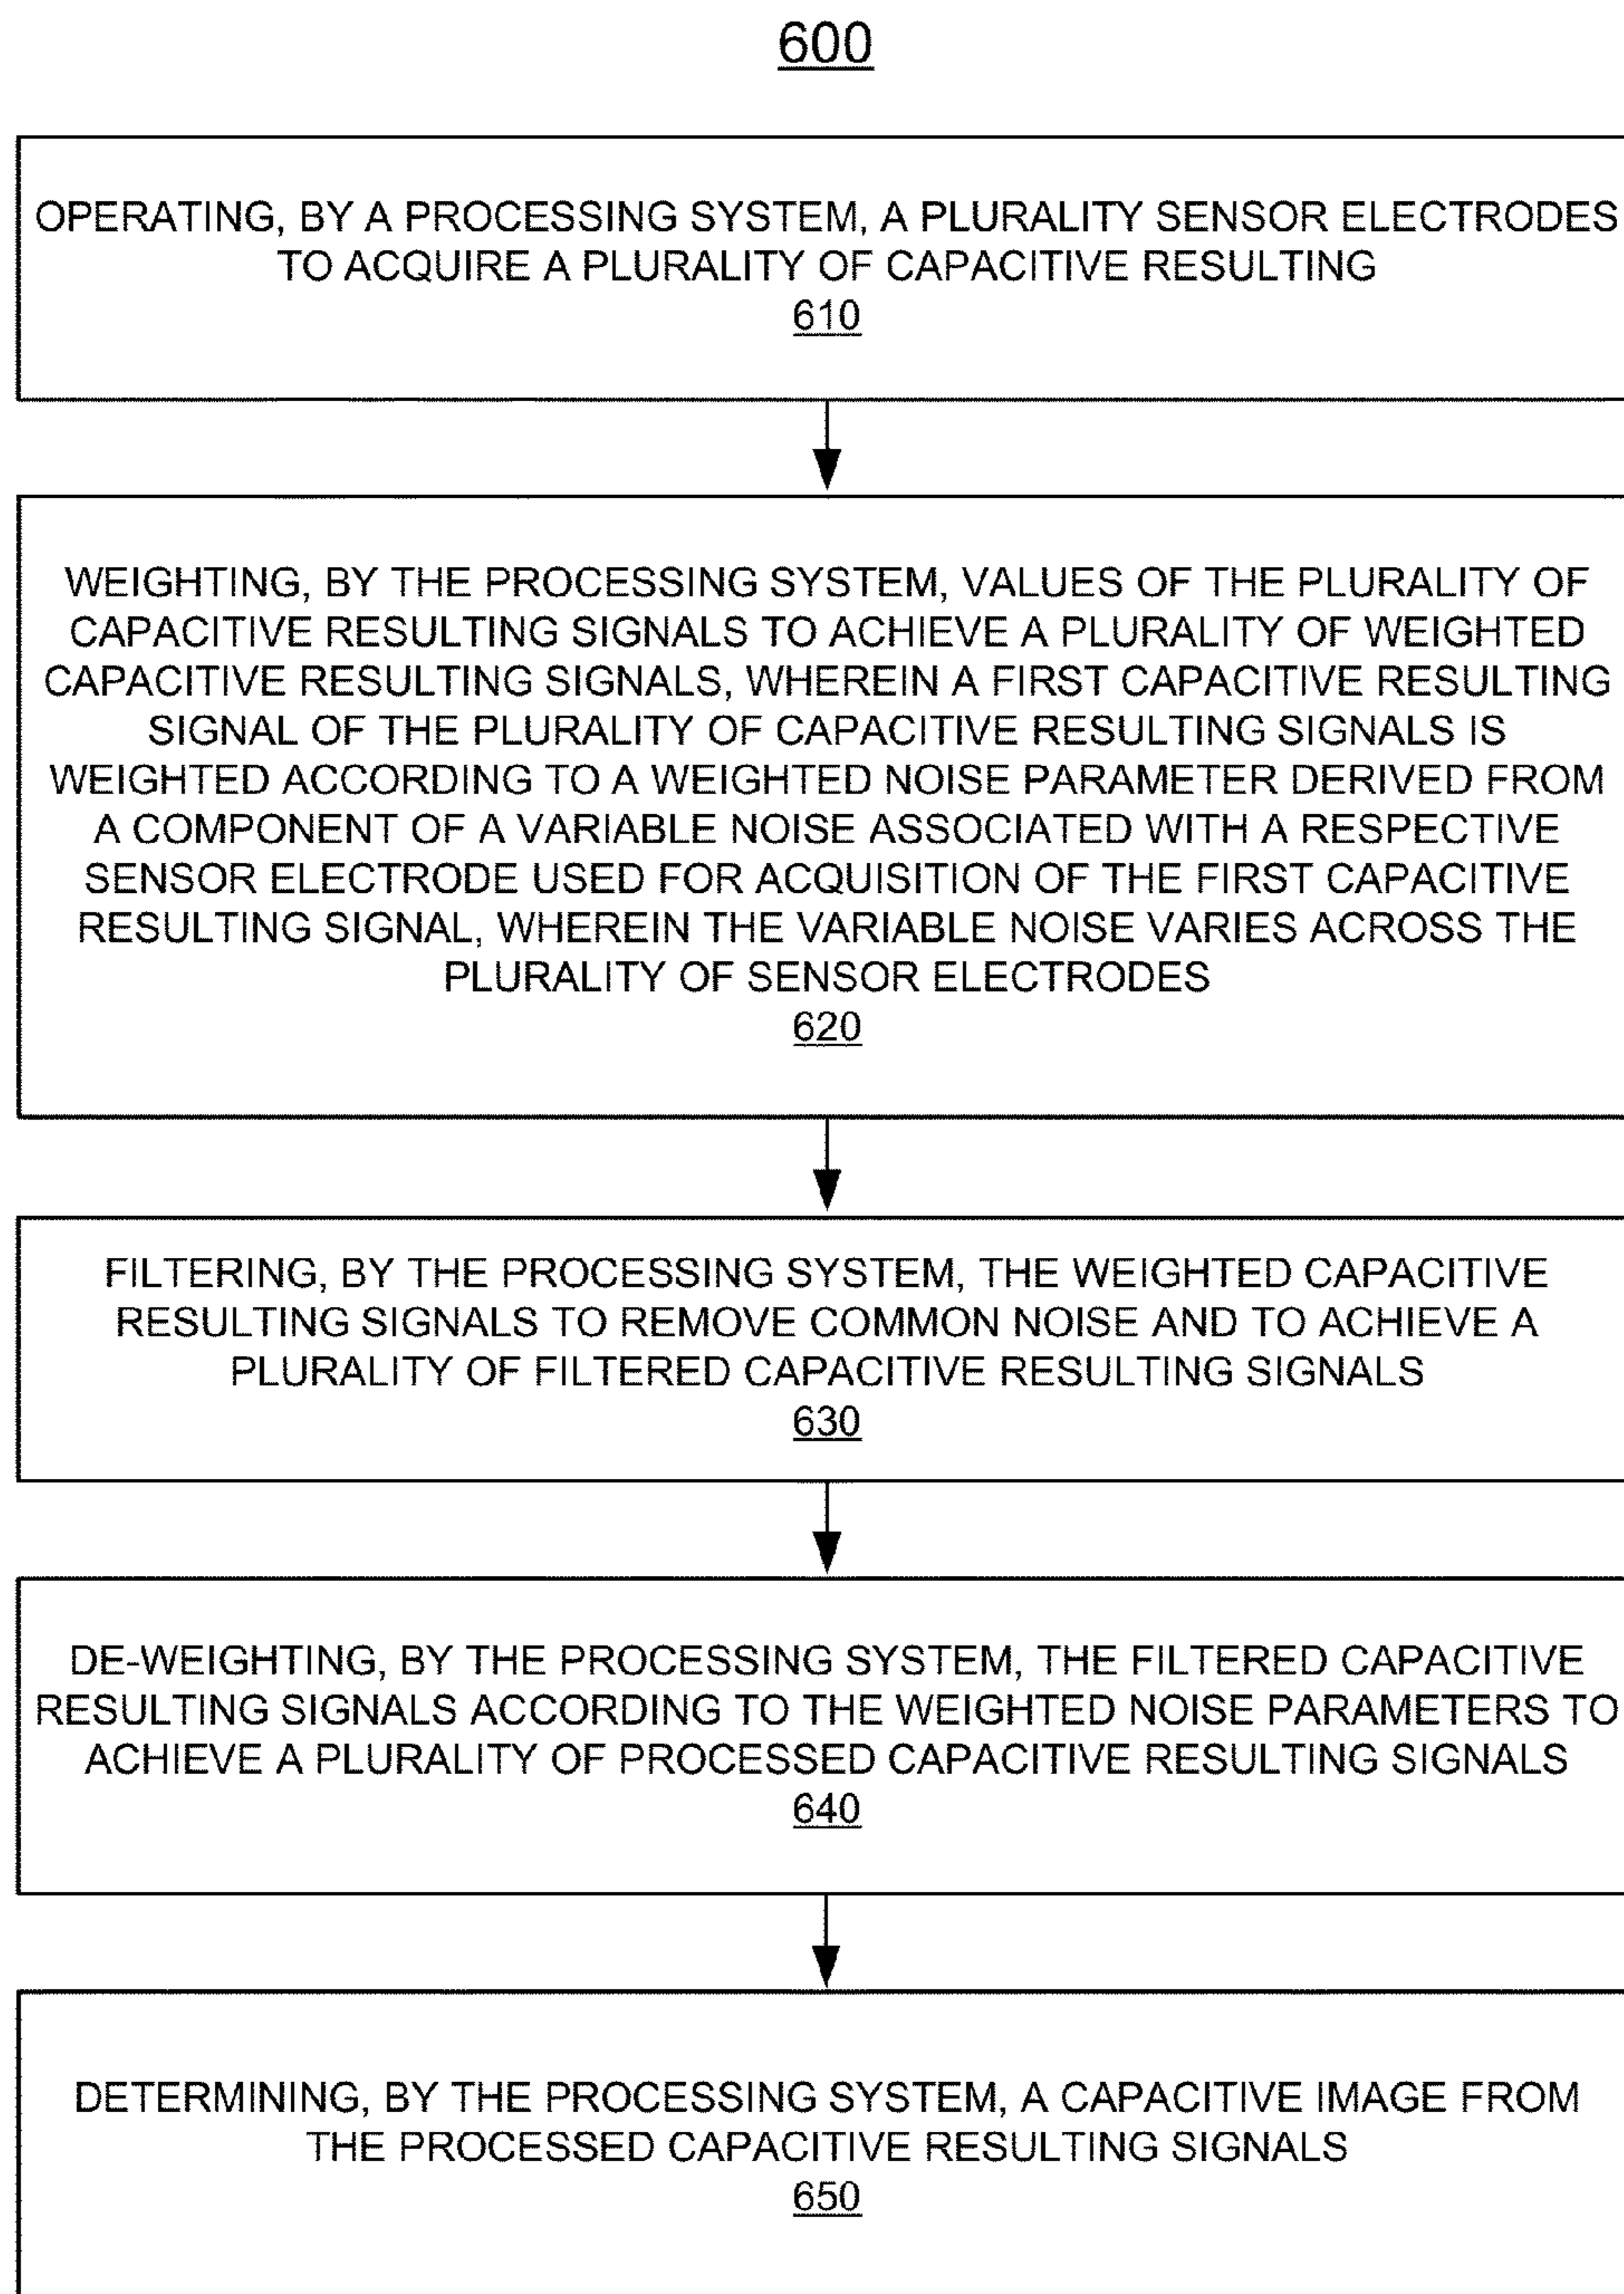 600
OPERATING, BY A PROCESSING SYSTEM, A PLURALITY SENSOR ELECTRODES
TO ACQUIRE A PLURALITY OF CAPACITIVE RESULTING
610
WEIGHTING, BY THE PROCESSING SYSTEM, VALUES OF THE PLURALITY OF
CAPACITIVE RESULTING SIGNALS TO ACHIEVE A PLURALITY OF WEIGHTED
CAPACITIVE RESULTING SIGNALS, WHEREIN A FIRST CAPACITIVE RESULTING
SIGNAL OF THE PLURALITY OF CAPACITIVE RESULTING SIGNALS IS
WEIGHTED ACCORDING TO A WEIGHTED NOISE PARAMETER DERIVED FROM
A COMPONENT OF A VARIABLE NOISE ASSOCIATED WITH A RESPECTIVE
SENSOR ELECTRODE USED FOR ACQUISITION OF THE FIRST CAPACITIVE
RESULTING SIGNAL, WHEREIN THE VARIABLE NOISE VARIES ACROSS THE
PLURALITY OF SENSOR ELECTRODES
620
FILTERING, BY THE PROCESSING SYSTEM, THE WEIGHTED CAPACITIVE
RESULTING SIGNALS TO REMOVE COMMON NOISE AND TO ACHIEVE A
PLURALITY OF FILTERED CAPACITIVE RESULTING SIGNALS
630
DE-WEIGHTING, BY THE PROCESSING SYSTEM, THE FILTERED CAPACITIVE
RESULTING SIGNALS ACCORDING TO THE WEIGHTED NOISE PARAMETERS TO
ACHIEVE A PLURALITY OF PROCESSED CAPACITIVE RESULTING SIGNALS
640
DETERMINING, BY THE PROCESSING SYSTEM, A CAPACITIVE IMAGE FROM
THE PROCESSED CAPACITIVE RESULTING SIGNALS
650